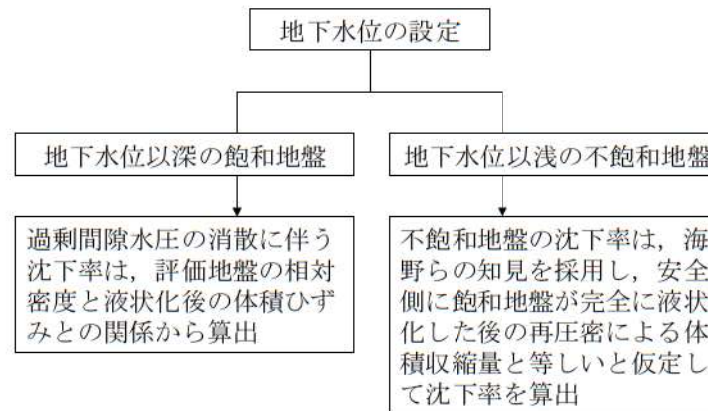 地下水位の設定
地下水位以深の飽和地盤
過剰間隙水圧の消散に伴う
沈下率は，評価地盤の相対
密度と液状化後の体積ひず
みとの関係から算出
地下水位以浅の不飽和地盤
不飽和地盤の沈下率は，海
野らの知見を採用し，安全
側に飽和地盤が完全に液状
化した後の再圧密による体
積収縮量と等しいと仮定し
て沈下率を算出